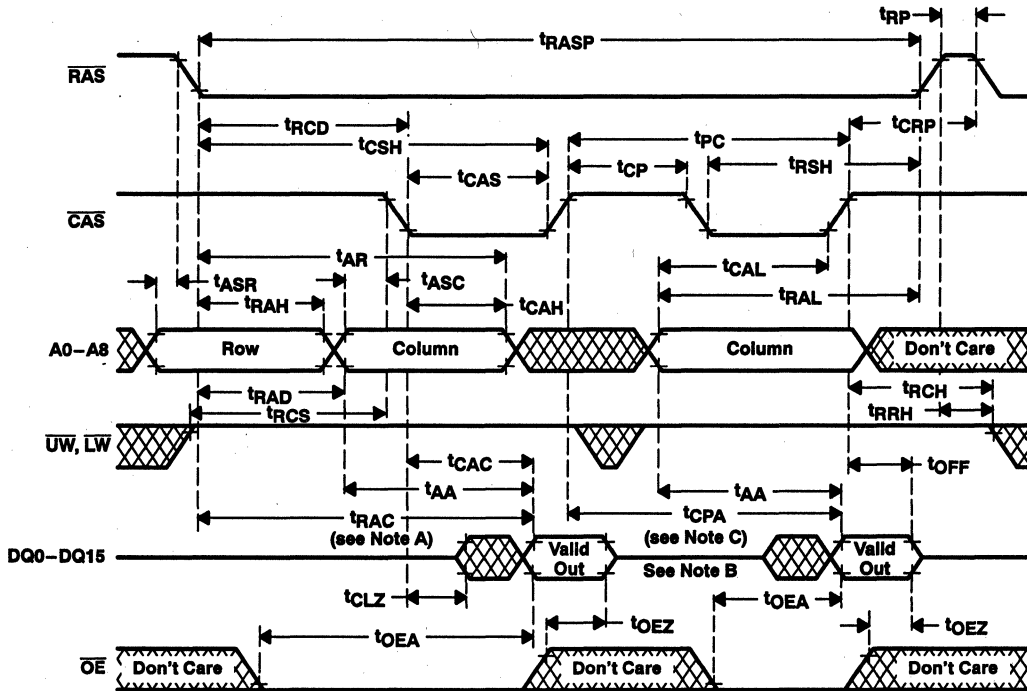 tRP
tRASP
RAS
tRCD
tCRP
tCSH
tPC
tCP
tRSH
tCAS
CAS
tAR
tASR
tASC
tCAL
tRAH
tCAH
tRAL
A0–A8
Row
Column
Column
Don't Care
tRAD
tRCH
tRCS
tRRH
UW, LW
tCAC
tOFF
tAA
tAA
tRAC
tCPA
(see Note A)
(see Note C)
DQ0–DQ15
Valid
Out
See Note B
Valid
Out
tCLZ
tOEA
tOEA
tOEZ
tOEZ
OE
Don't Care
Don't Care
Don't Care